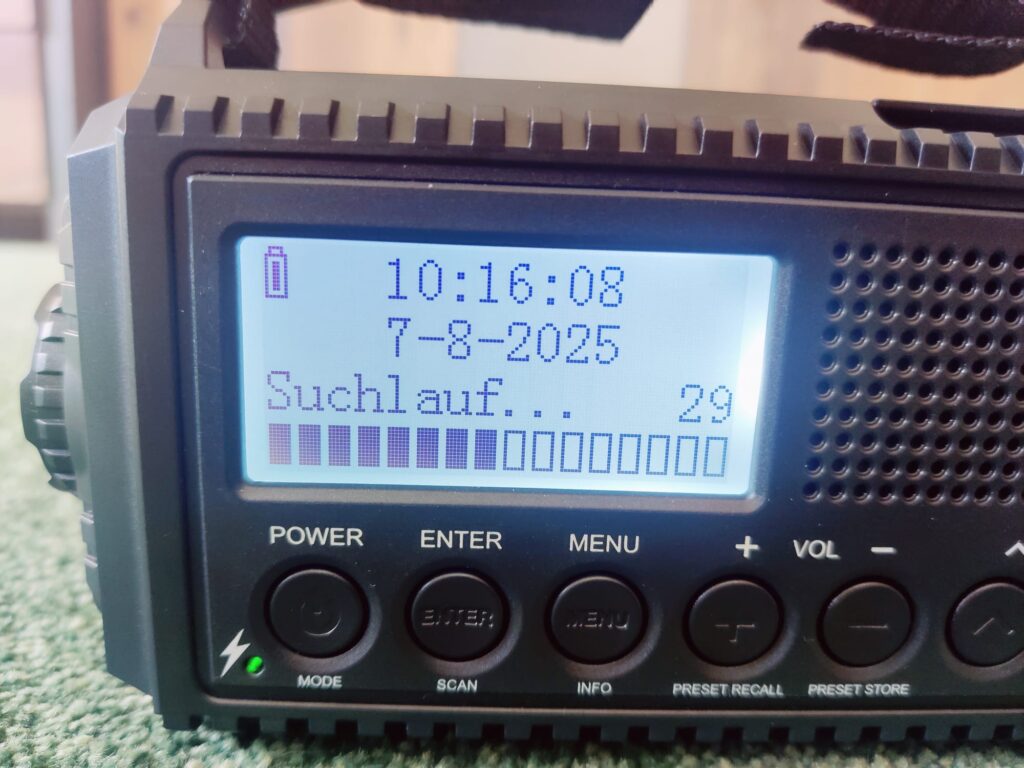 10:16:08
7-8-2025
Suchlauf... 29
POWER ENTER MENU + VOL −
ENTER MENU
MODE SCAN INFO PRESET RECALL PRESET STORE